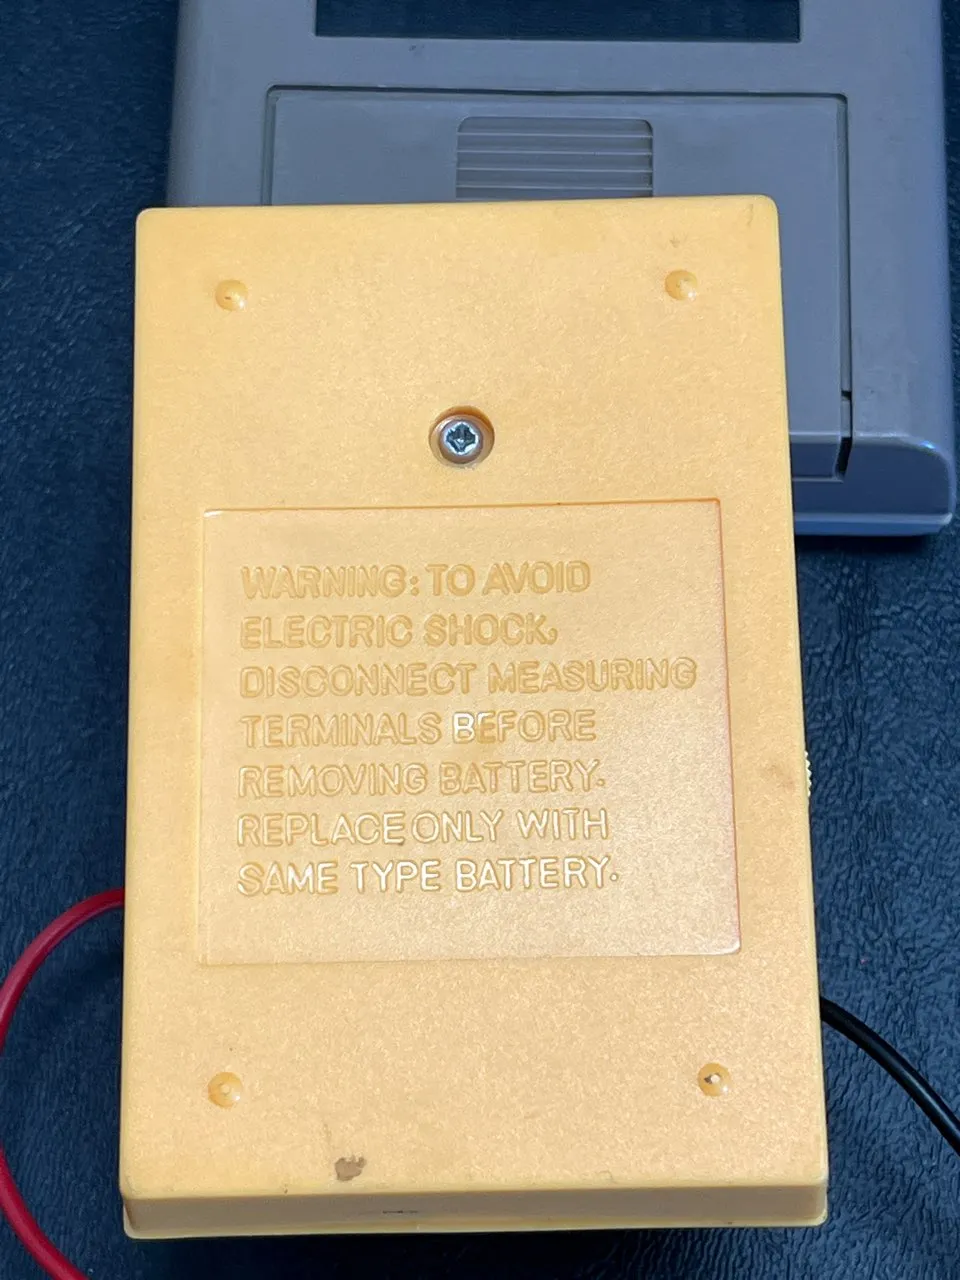 WARNING: TO AVOID
ELECTRIC SHOCK,
DISCONNECT MEASURING
TERMINALS BEFORE
REMOVING BATTERY.
REPLACE ONLY WITH
SAME TYPE BATTERY.